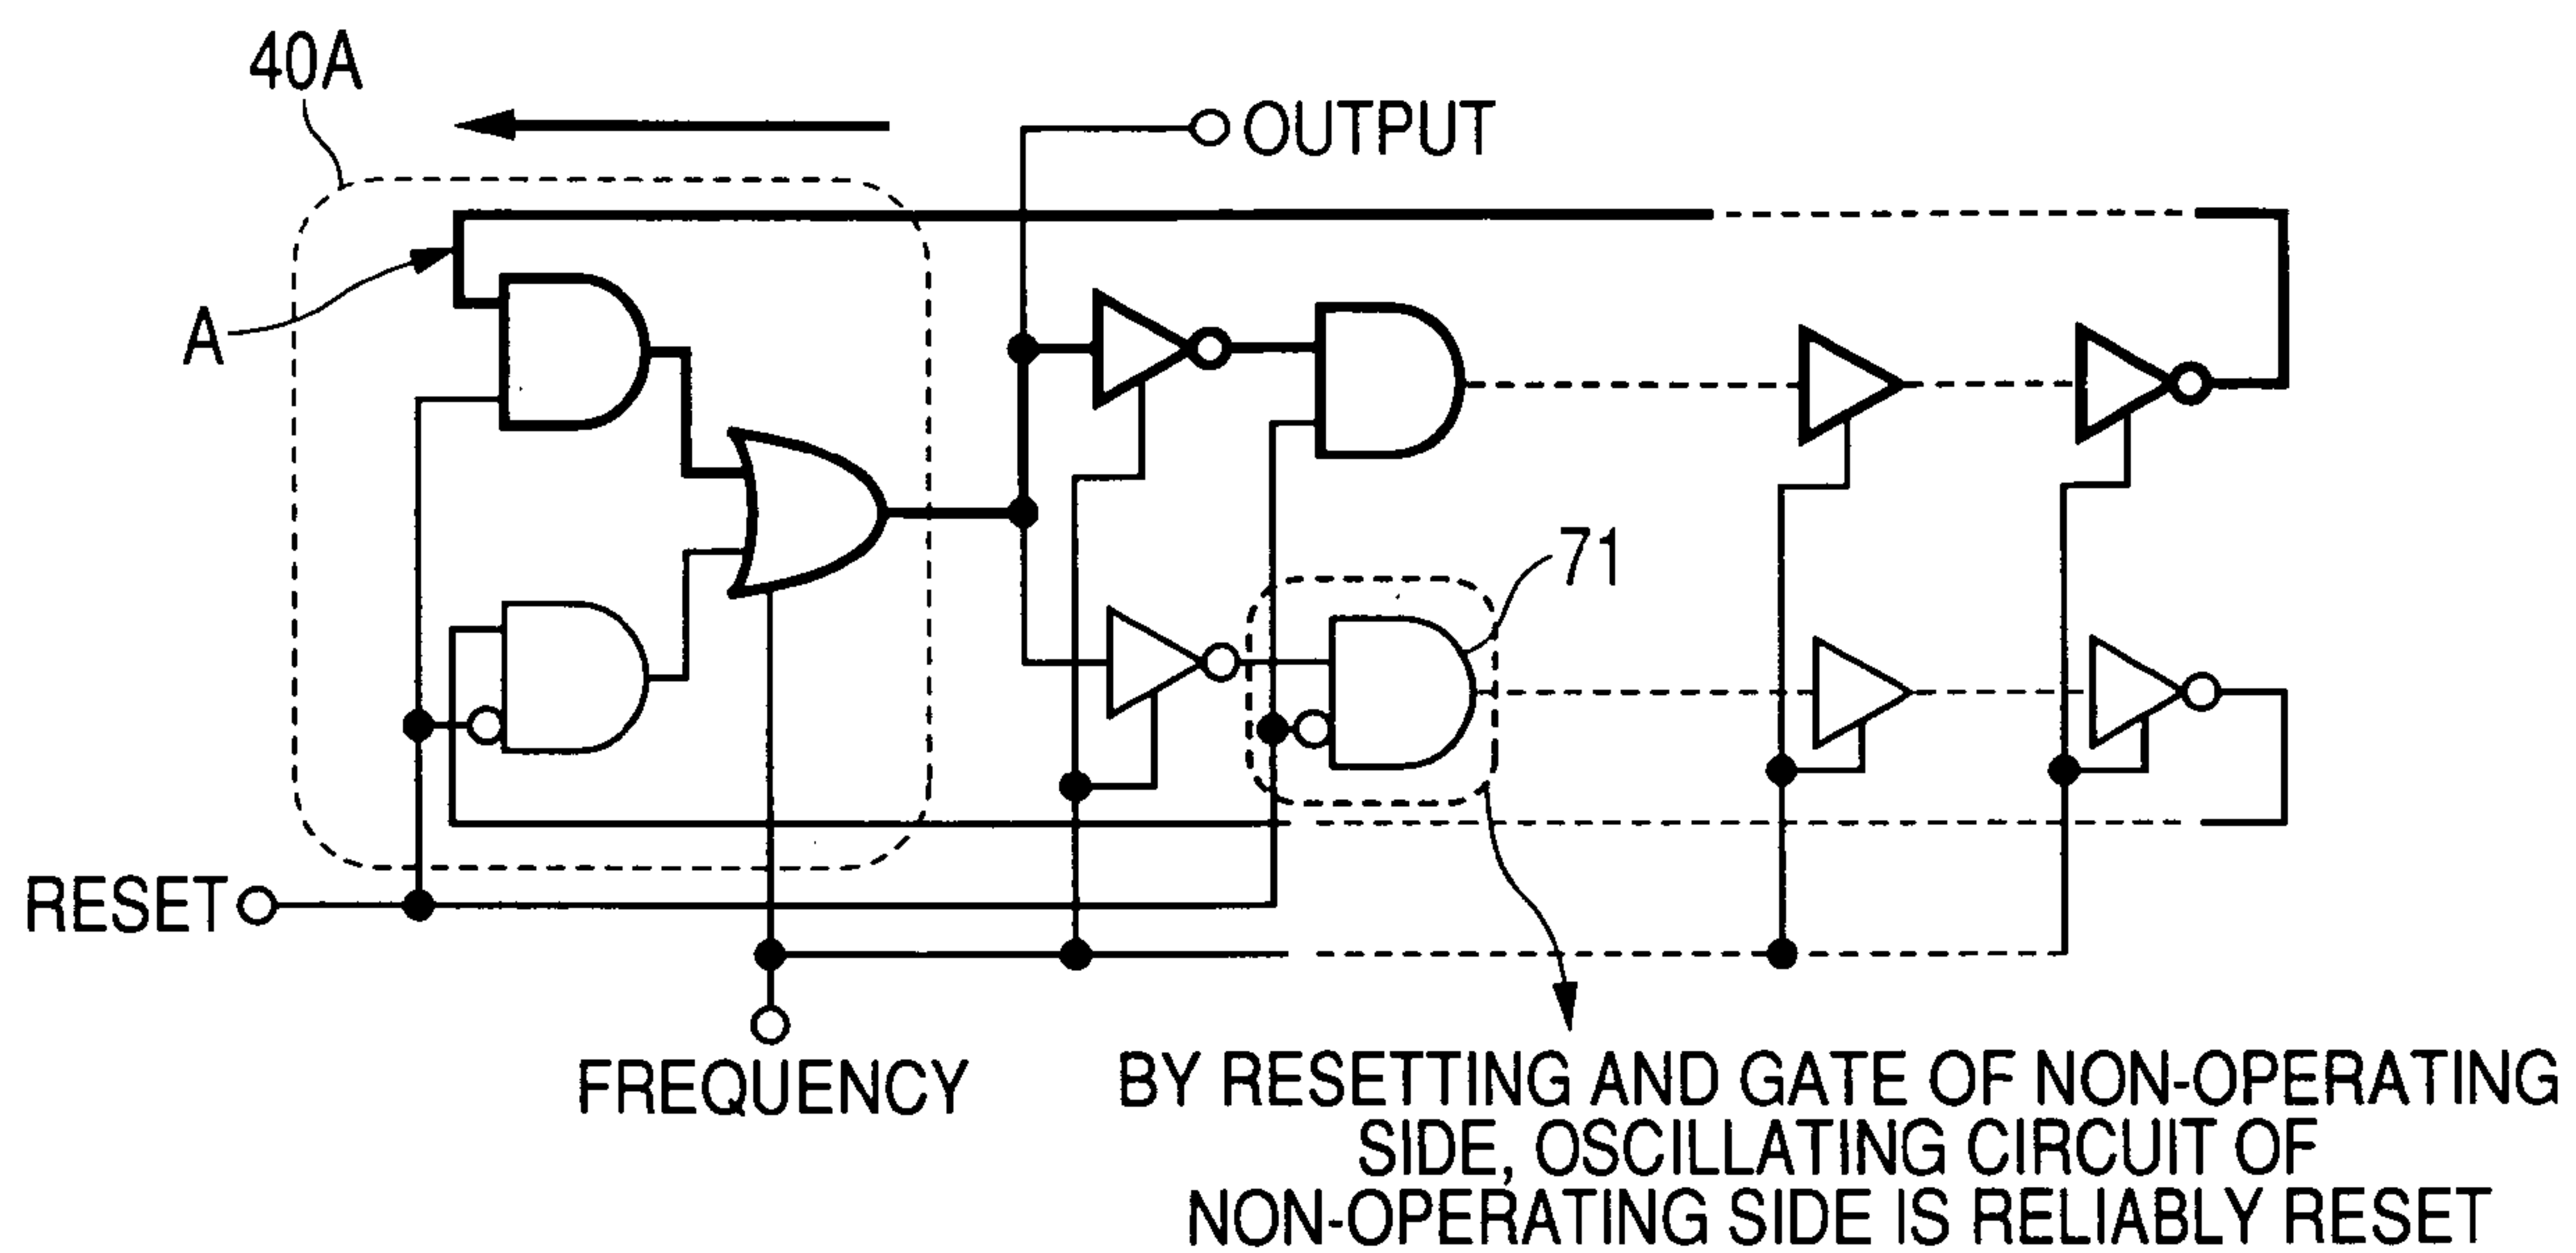 40A
OUTPUT
A
71
RESET
FREQUENCY
BY RESETTING AND GATE OF NON-OPERATING
SIDE, OSCILLATING CIRCUIT OF
NON-OPERATING SIDE IS RELIABLY RESET